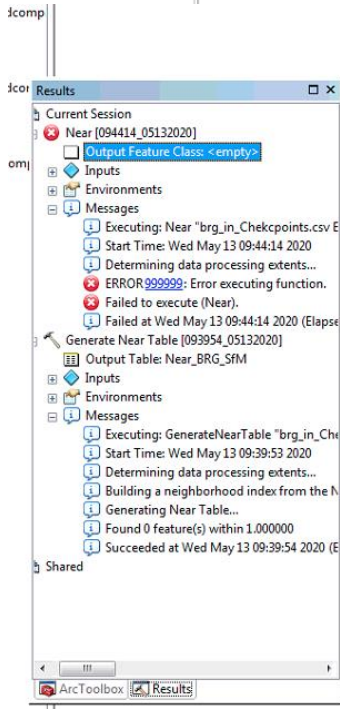 dcomp
dcor
Results
Current Session
Near [094414_05132020]
Output Feature Class: <empty>
Inputs
Environments
Messages
Executing: Near "brg_in_Chekcpoints.csv E
Start Time: Wed May 13 09:44:14 2020
Determining data processing extents...
ERROR 999999: Error executing function.
Failed to execute (Near).
Failed at Wed May 13 09:44:14 2020 (Elapse
Generate Near Table [093954_05132020]
Output Table: Near_BRG_SfM
Inputs
Environments
Messages
Executing: GenerateNearTable "brg_in_Che
Start Time: Wed May 13 09:39:53 2020
Determining data processing extents...
Building a neighborhood index from the N
Generating Near Table...
Found 0 feature(s) within 1.000000
Succeeded at Wed May 13 09:39:54 2020 (E
Shared
ArcToolbox Results